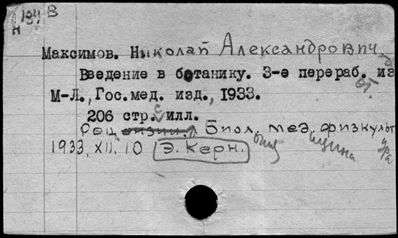 Максимов. Николай Александрович.
Введение в ботанику. 3-е перераб. из
М-Л., Гос. мед. изд., 1933.
206 стр. с илл.
Рец. Биол, мед, физкульт
1933, XII, 10 Э. Керн.